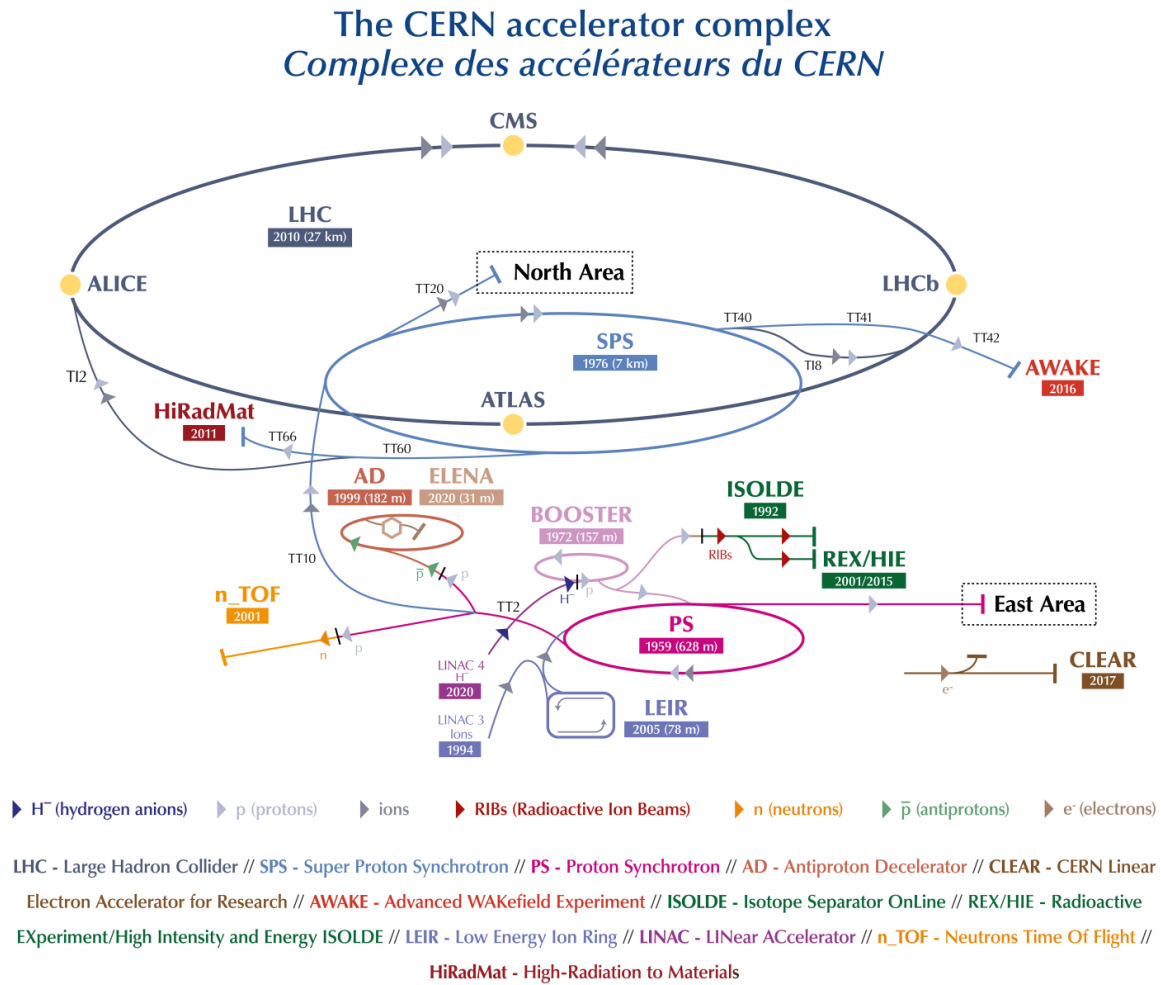 The CERN accelerator complex
Complexe des accélérateurs du CERN
CMS
LHC
2010 (27 km)
ALICE
North Area
LHCb
TT20
SPS
1976 (7 km)
TT40
TT41
TT42
TI8
AWAKE
2016
TI2
ATLAS
HiRadMat
2011
TT66
TT60
AD
1999 (182 m)
ELENA
2020 (31 m)
ISOLDE
1992
BOOSTER
1972 (157 m)
RIBs
REX/HIE
2001/2015
TT10
p̅
p
H⁻
p
n_TOF
2001
TT2
East Area
PS
1959 (628 m)
n
p
LINAC 4
H⁻
2020
CLEAR
2017
e⁻
LEIR
2005 (78 m)
LINAC 3
Ions
1994
H⁻ (hydrogen anions)
p (protons)
ions
RIBs (Radioactive Ion Beams)
n (neutrons)
p̅ (antiprotons)
e⁻ (electrons)
LHC - Large Hadron Collider // SPS - Super Proton Synchrotron // PS - Proton Synchrotron // AD - Antiproton Decelerator // CLEAR - CERN Linear
Electron Accelerator for Research // AWAKE - Advanced WAKefield Experiment // ISOLDE - Isotope Separator OnLine // REX/HIE - Radioactive
EXperiment/High Intensity and Energy ISOLDE // LEIR - Low Energy Ion Ring // LINAC - LINear ACcelerator // n_TOF - Neutrons Time Of Flight //
HiRadMat - High-Radiation to Materials